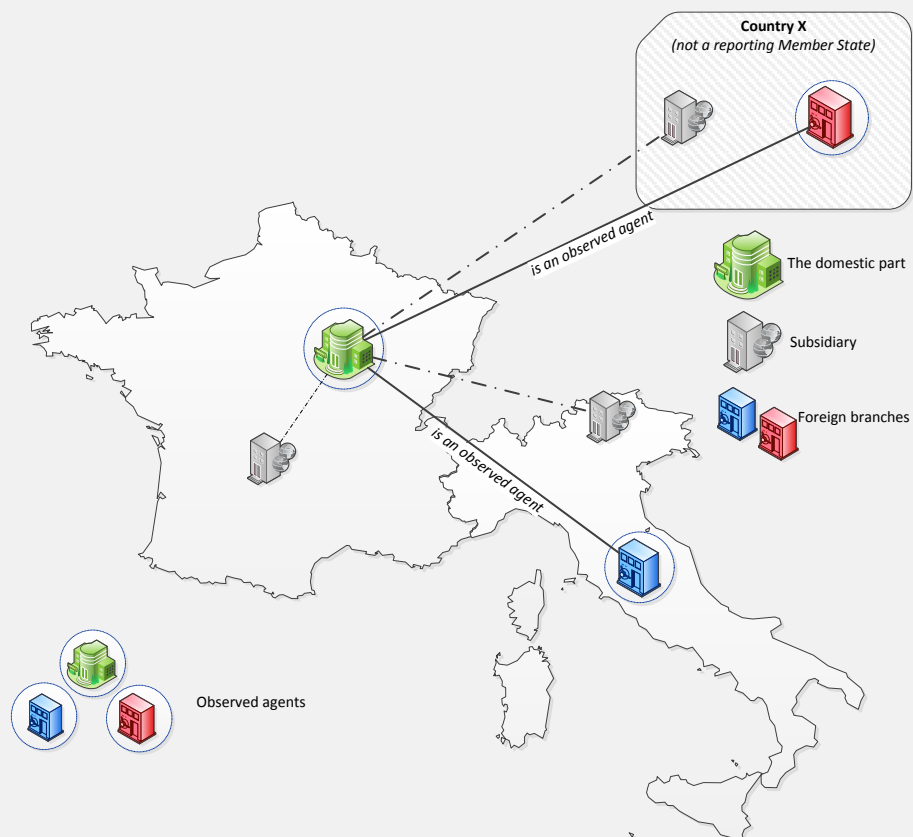 Country X
(not a reporting Member State)
is an observed agent
The domestic part
Subsidiary
Foreign branches
is an observed agent
Observed agents